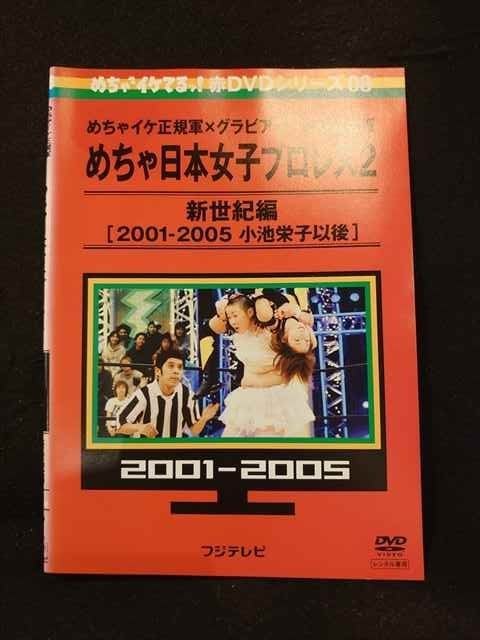 めちゃイケてるッ! 赤DVDシリーズ 08
めちゃイケ正規軍×グラビア
めちゃ日本女子プロレス2
新世紀編
[2001-2005 小池栄子以後]
2001-2005
フジテレビ
DVD
VIDEO
レンタル専用